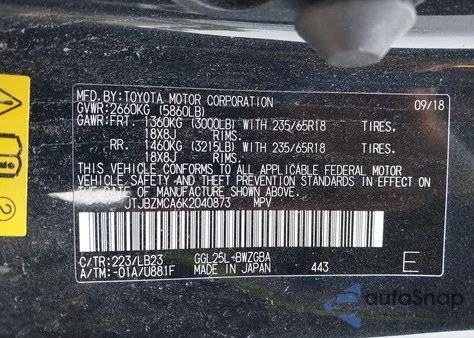 MFD.BY:TOYOTA MOTOR CORPORATION 09/18
GVWR:2660KG (5860LB)
GAWR:FRT. 1360KG (3000LB) WITH 235/65R18 TIRES.
18X8J RIMS.
RR. 1460KG (3215LB) WITH 235/65R18 TIRES.
18X8J RIMS.
THIS VEHICLE CONFORMS TO ALL APPLICABLE FEDERAL MOTOR
VEHICLE SAFETY AND THEFT PREVENTION STANDARDS IN EFFECT
ON THE DATE OF MANUFACTURE SHOWN ABOVE.
JTJBZMCA6K2040873 MPV
C/TR:223/LB23 GGL25L-BWZGBA
A/TM:-01A/U881F MADE IN JAPAN 443 E
2
autoSnap